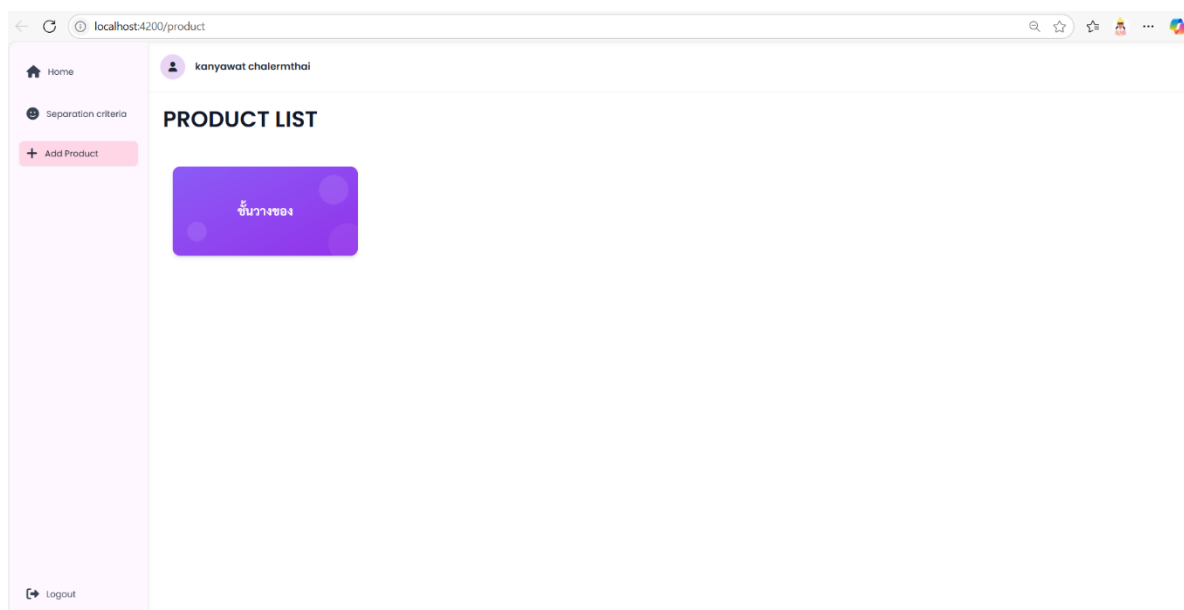 localhost:4200/product
Home
kanyawat chalermthai
Separation criteria
PRODUCT LIST
Add Product
ชั้นวางของ
Logout